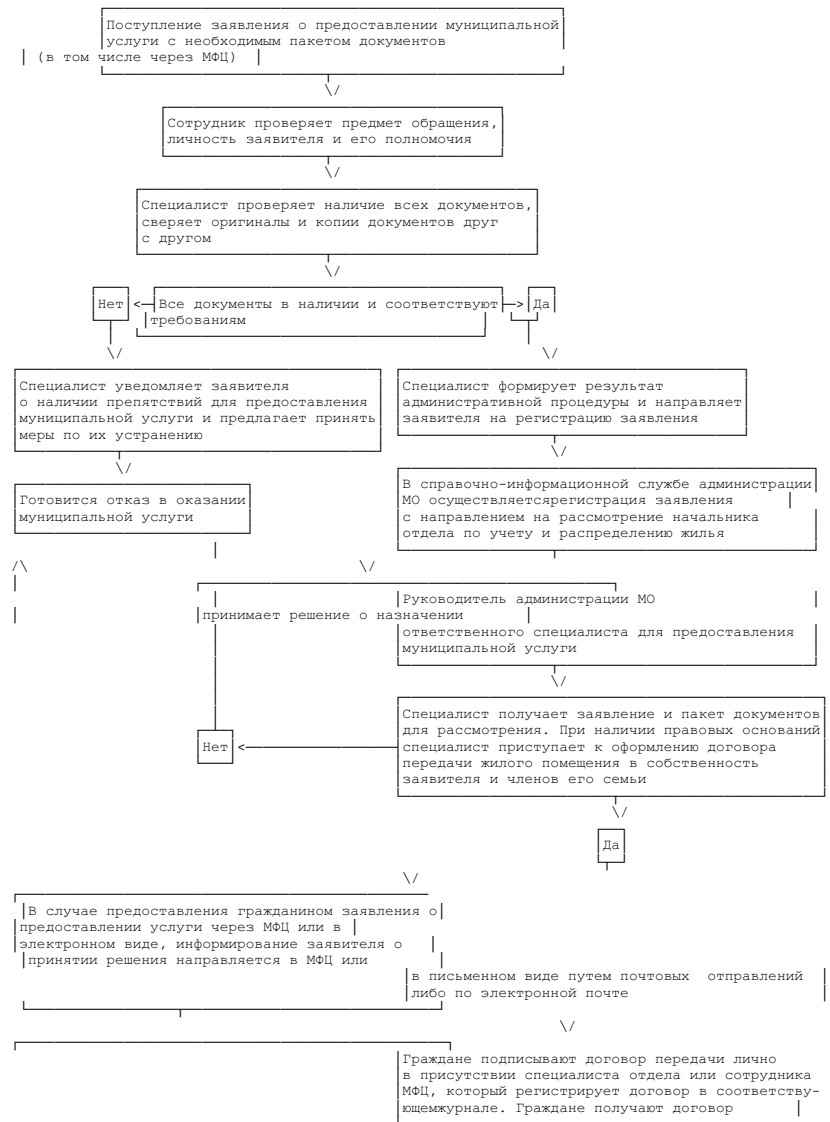 Поступление заявления о предоставлении муниципальной
услуги с необходимым пакетом документов
(в том числе через МФЦ)
Сотрудник проверяет предмет обращения,
личность заявителя и его полномочия
Специалист проверяет наличие всех документов,
сверяет оригиналы и копии документов друг
с другом
Нет <─ Все документы в наличии и соответствуют ─> Да
требованиям
Специалист уведомляет заявителя
о наличии препятствий для предоставления
муниципальной услуги и предлагает принять
меры по их устранению
Специалист формирует результат
административной процедуры и направляет
заявителя на регистрацию заявления
Готовится отказ в оказании
муниципальной услуги
В справочно-информационной службе администрации
МО осуществляетсярегистрация заявления
с направлением на рассмотрение начальника
отдела по учету и распределению жилья
Руководитель администрации МО
принимает решение о назначении
ответственного специалиста для предоставления
муниципальной услуги
Специалист получает заявление и пакет документов
для рассмотрения. При наличии правовых оснований
специалист приступает к оформлению договора
передачи жилого помещения в собственность
заявителя и членов его семьи
Нет
Да
В случае предоставления гражданином заявления о
предоставлении услуги через МФЦ или в
электронном виде, информирование заявителя о
принятии решения направляется в МФЦ или
в письменном виде путем почтовых отправлений
либо по электронной почте
Граждане подписывают договор передачи лично
в присутствии специалиста отдела или сотрудника
МФЦ, который регистрирует договор в соответству-
ющемжурнале. Граждане получают договор